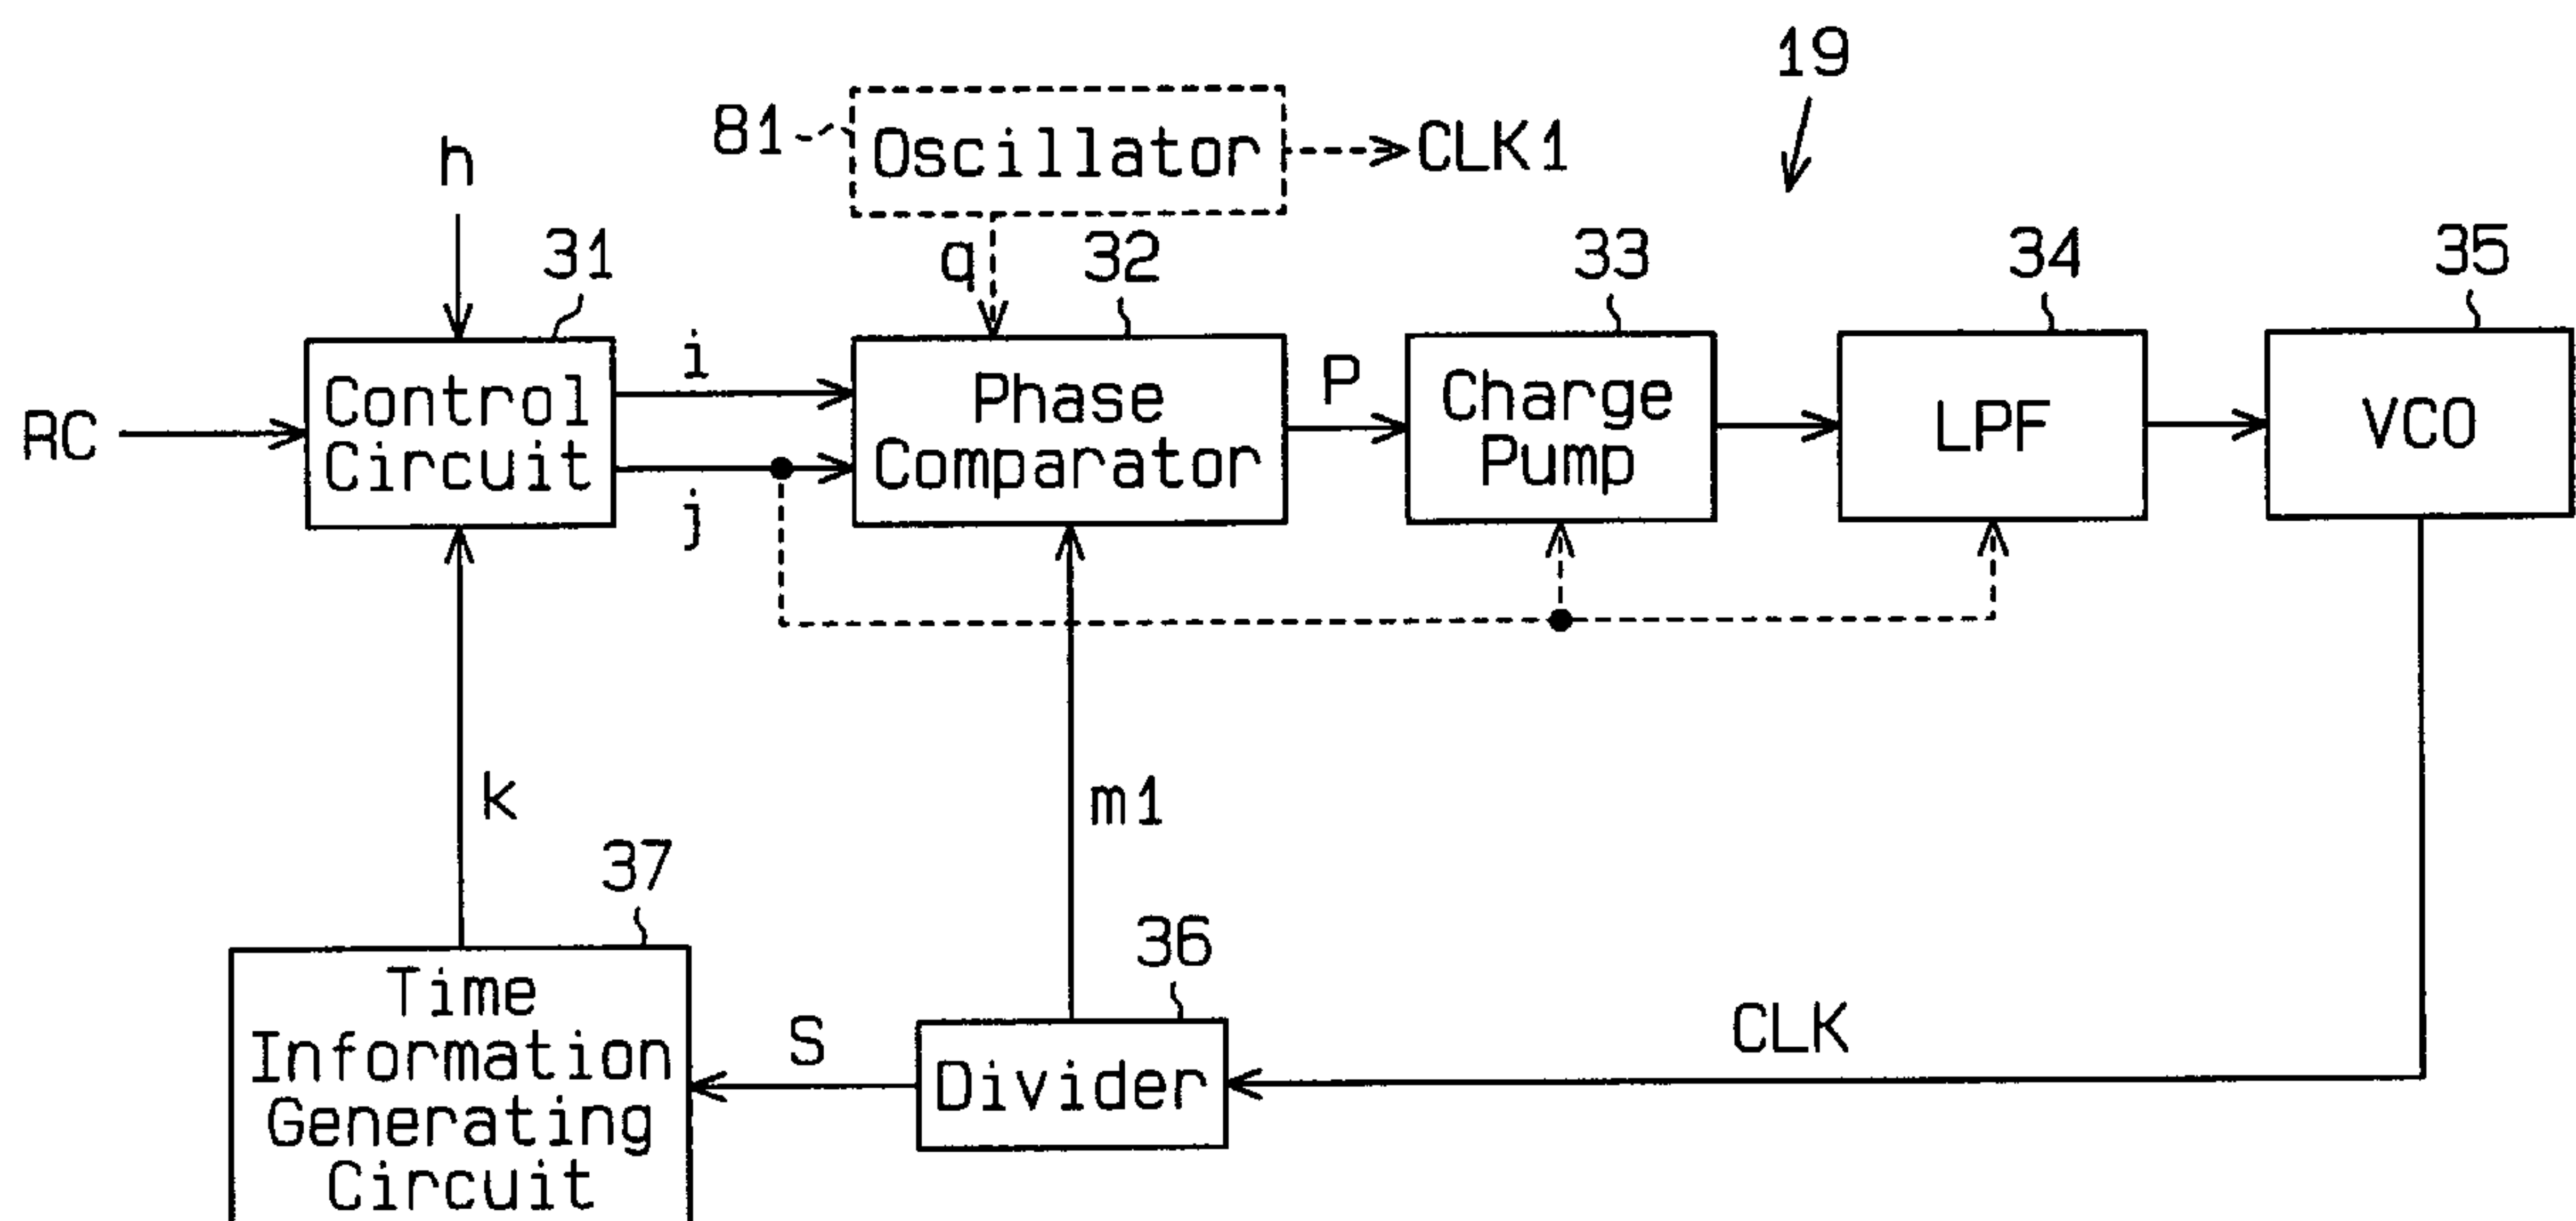 19
81
Oscillator
CLK1
h
q
31
32
33
34
35
RC
Control
Circuit
i
j
Phase
Comparator
P
Charge
Pump
LPF
VCO
k
m1
37
36
Time
Information
Generating
Circuit
S
Divider
CLK